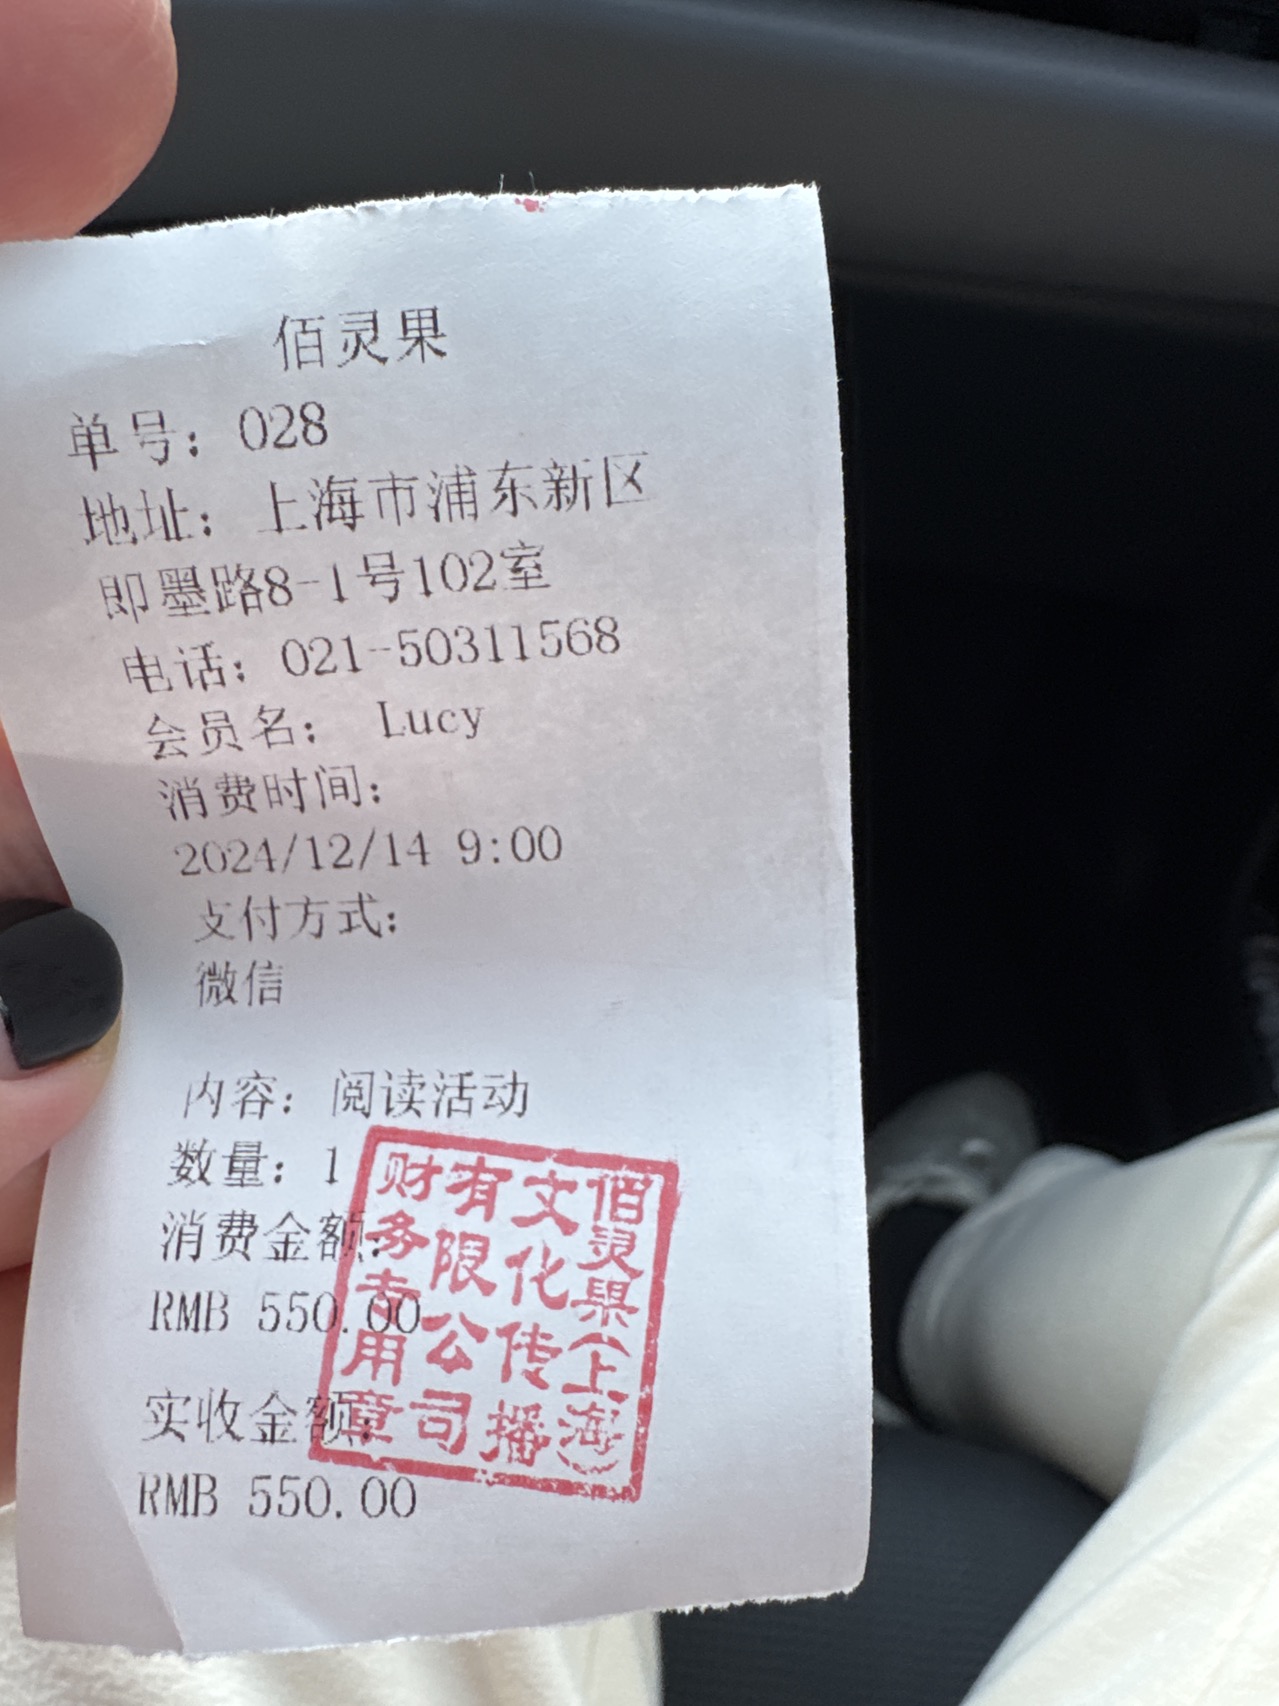 佰灵果
单号：028
地址：上海市浦东新区
即墨路8-1号102室
电话：021-50311568
会员名： Lucy
消费时间：
2024/12/14 9:00
支付方式：
微信
内容：阅读活动
数量：1
消费金额：
RMB 550.00
实收金额：
RMB 550.00
佰灵果（上海）
文化传播
有限公司
财务专用章